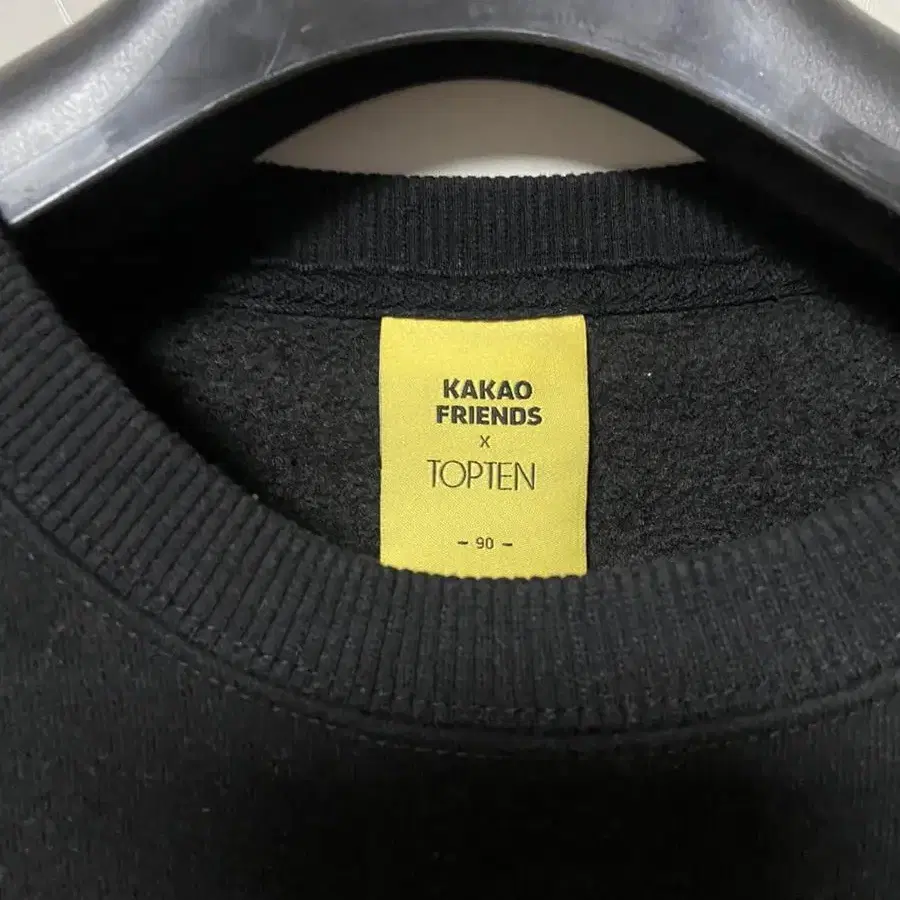 KAKAO
FRIENDS
x
TOPTEN
- 90 -